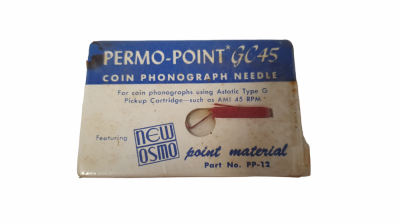 PERMO-POINT* GC45
COIN PHONOGRAPH NEEDLE
For coin phonographs using Astatic Type G
Pickup Cartridge—such as AMI 45 RPM
Featuring NEW OSMO point material
Part No. PP-12